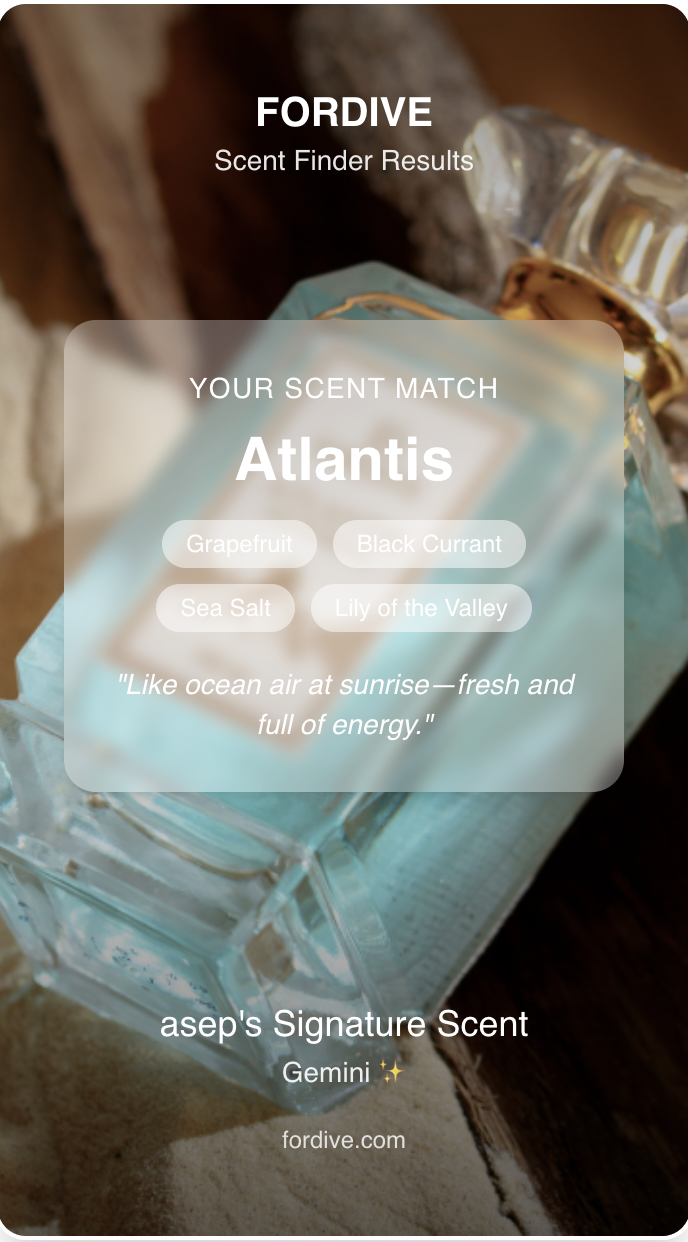 FORDIVE
Scent Finder Results
YOUR SCENT MATCH
Atlantis
Grapefruit Black Currant
Sea Salt Lily of the Valley
"Like ocean air at sunrise—fresh and
full of energy."
asep's Signature Scent
Gemini ✨
fordive.com